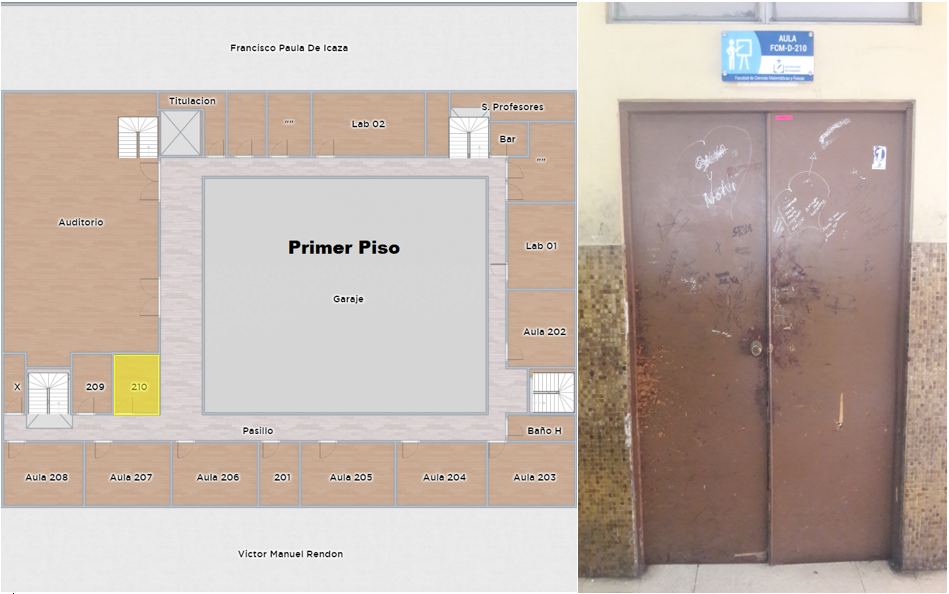 Francisco Paula De Icaza
Titulacion
""
Lab 02
S. Profesores
Bar
""
Auditorio
Lab 01
Primer Piso
Garaje
Aula 202
X
209
210
Pasillo
Baño H
Aula 208
Aula 207
Aula 206
201
Aula 205
Aula 204
Aula 203
Victor Manuel Rendon
AULA
FCM-D-210
Facultad de Ciencias Matemáticas y Físicas